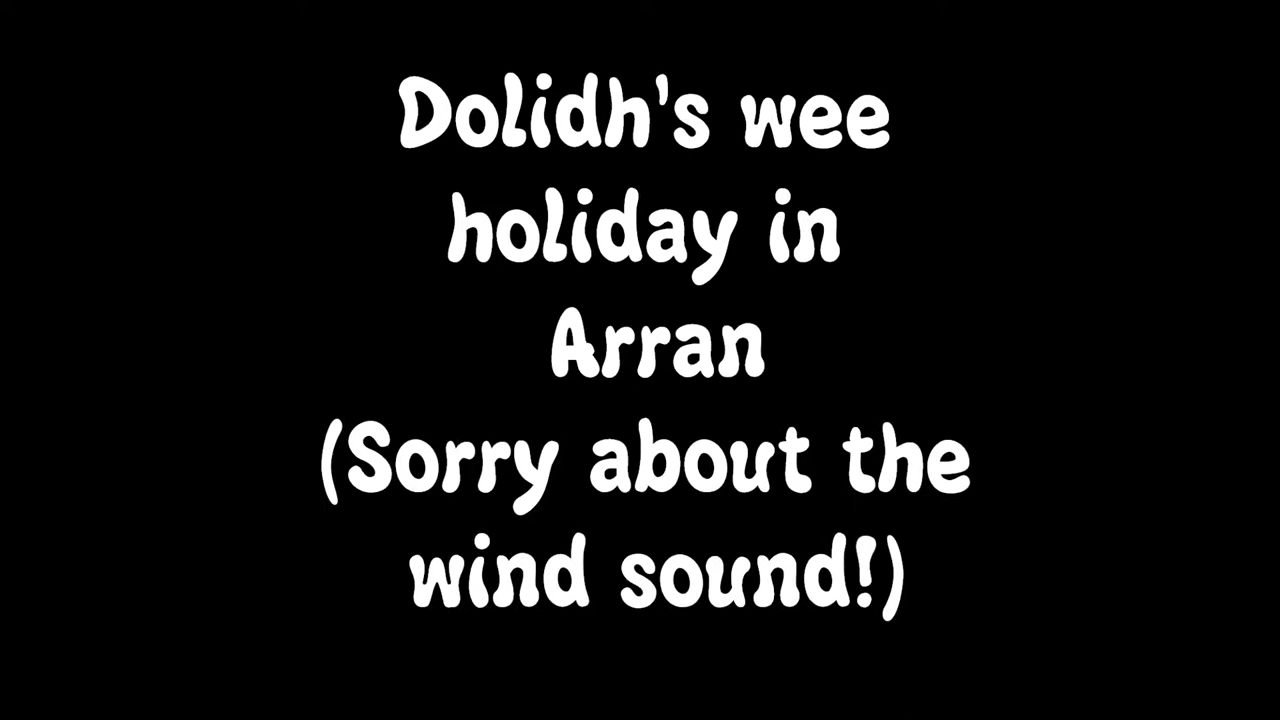 Dolidh's wee
holiday in
Arran
(Sorry about the
wind sound!)